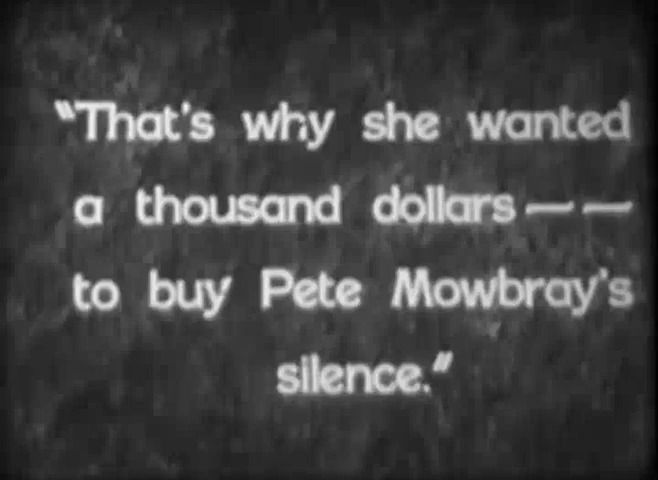 "That's why she wanted
a thousand dollars — —
to buy Pete Mowbray's
silence."